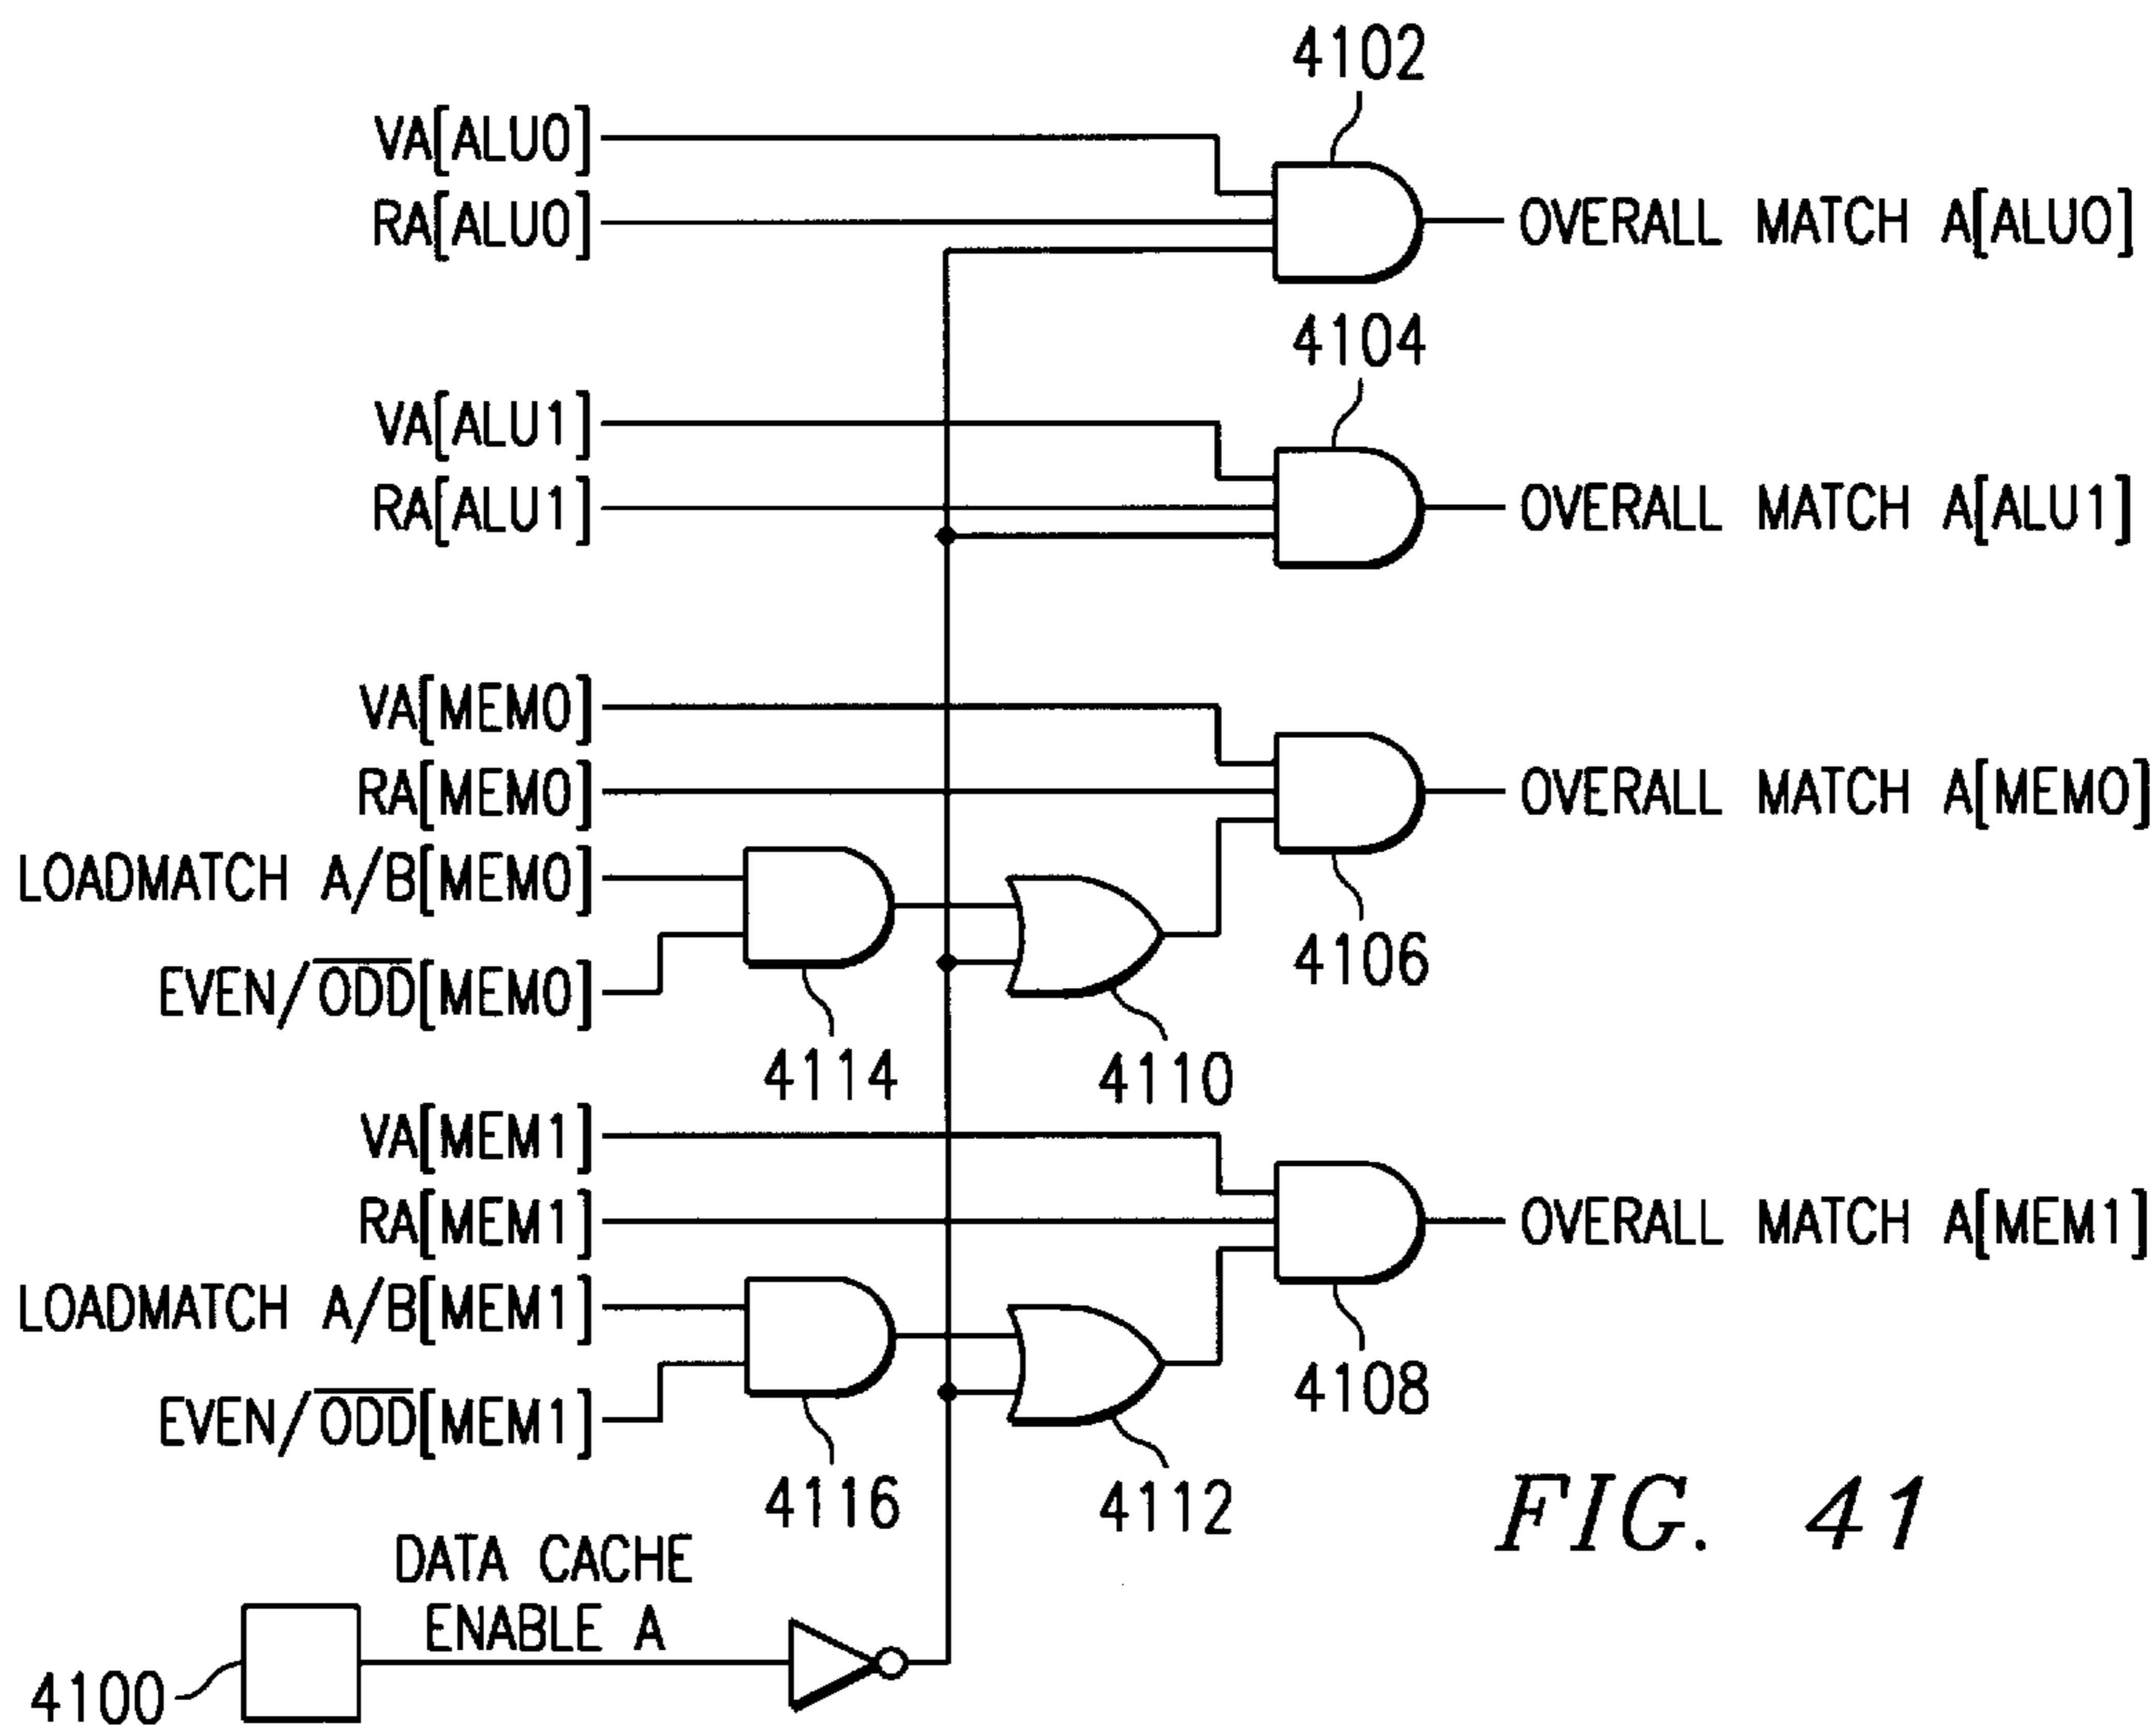 4102
VA[ALU0]
RA[ALU0]
OVERALL MATCH A[ALU0]
4104
VA[ALU1]
RA[ALU1]
OVERALL MATCH A[ALU1]
VA[MEM0]
RA[MEM0]
OVERALL MATCH A[MEM0]
LOADMATCH A/B[MEM0]
4106
EVEN/O̅D̅D̅[MEM0]
4114
4110
VA[MEM1]
RA[MEM1]
OVERALL MATCH A[MEM1]
LOADMATCH A/B[MEM1]
4108
EVEN/O̅D̅D̅[MEM1]
4116
4112
FIG. 41
DATA CACHE
ENABLE A
4100